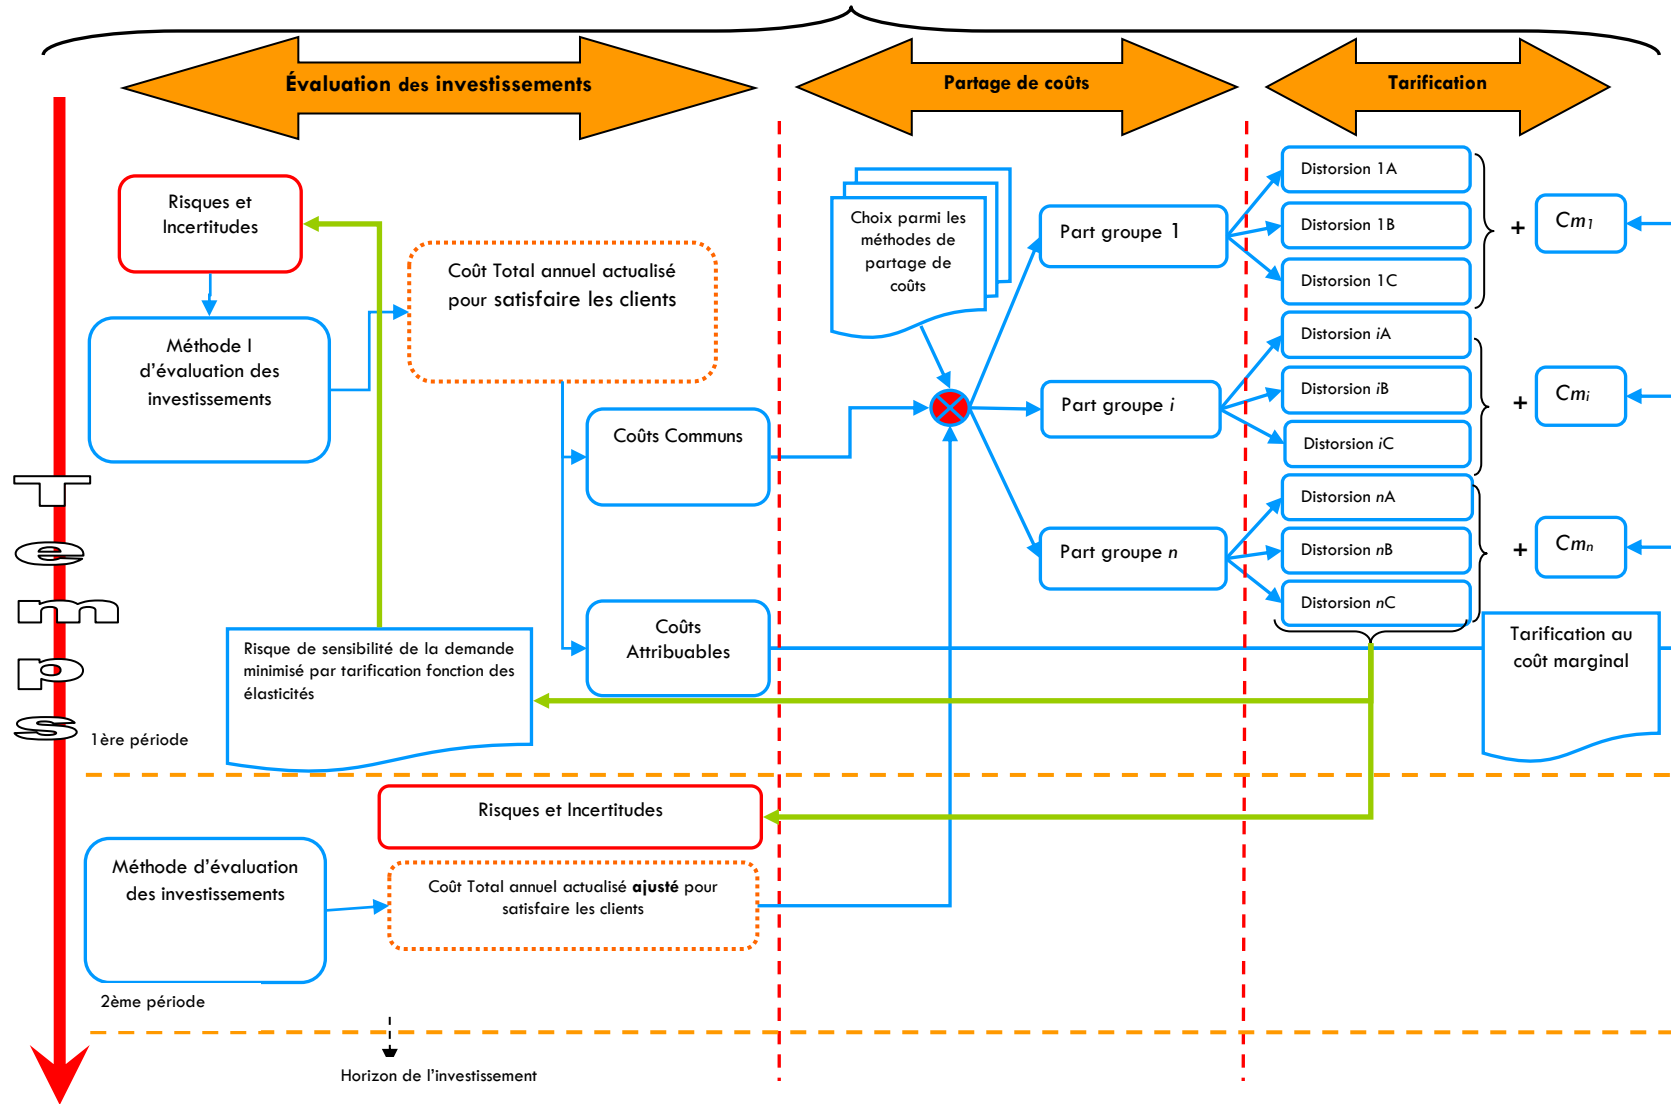 Évaluation des investissements
Partage de coûts
Tarification
Temps
Risques et
Incertitudes
Méthode I
d'évaluation des
investissements
Coût Total annuel actualisé
pour satisfaire les clients
Coûts Communs
Coûts
Attribuables
Risque de sensibilité de la demande
minimisé par tarification fonction des
élasticités
1ère période
Choix parmi les
méthodes de
partage de
coûts
Part groupe 1
Part groupe i
Part groupe n
Distorsion 1A
Distorsion 1B
Distorsion 1C
Distorsion iA
Distorsion iB
Distorsion iC
Distorsion nA
Distorsion nB
Distorsion nC
+ Cm1
+ Cmi
+ Cmn
Tarification au
coût marginal
Risques et Incertitudes
Méthode d'évaluation
des investissements
Coût Total annuel actualisé ajusté pour
satisfaire les clients
2ème période
Horizon de l'investissement